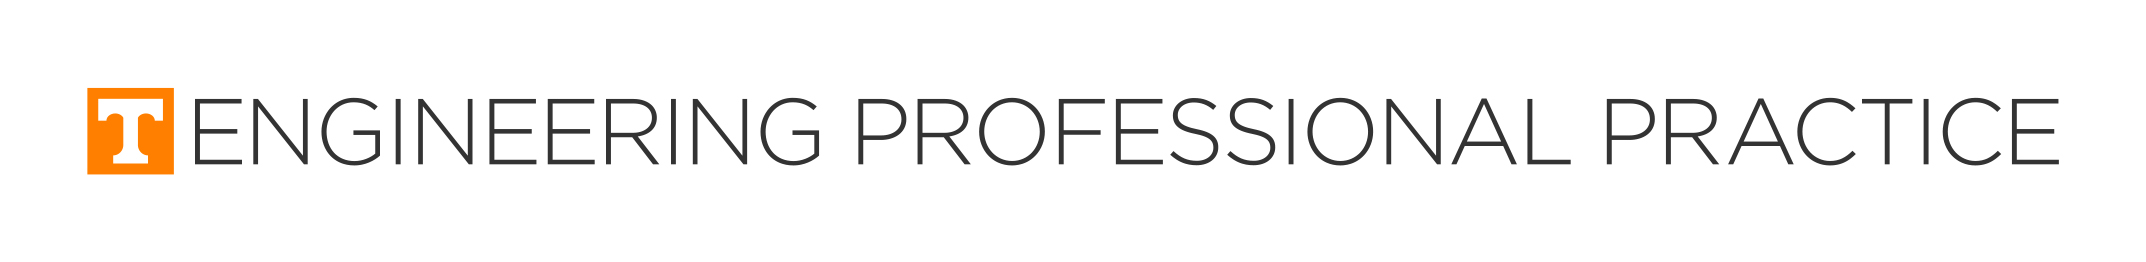 T ENGINEERING PROFESSIONAL PRACTICE